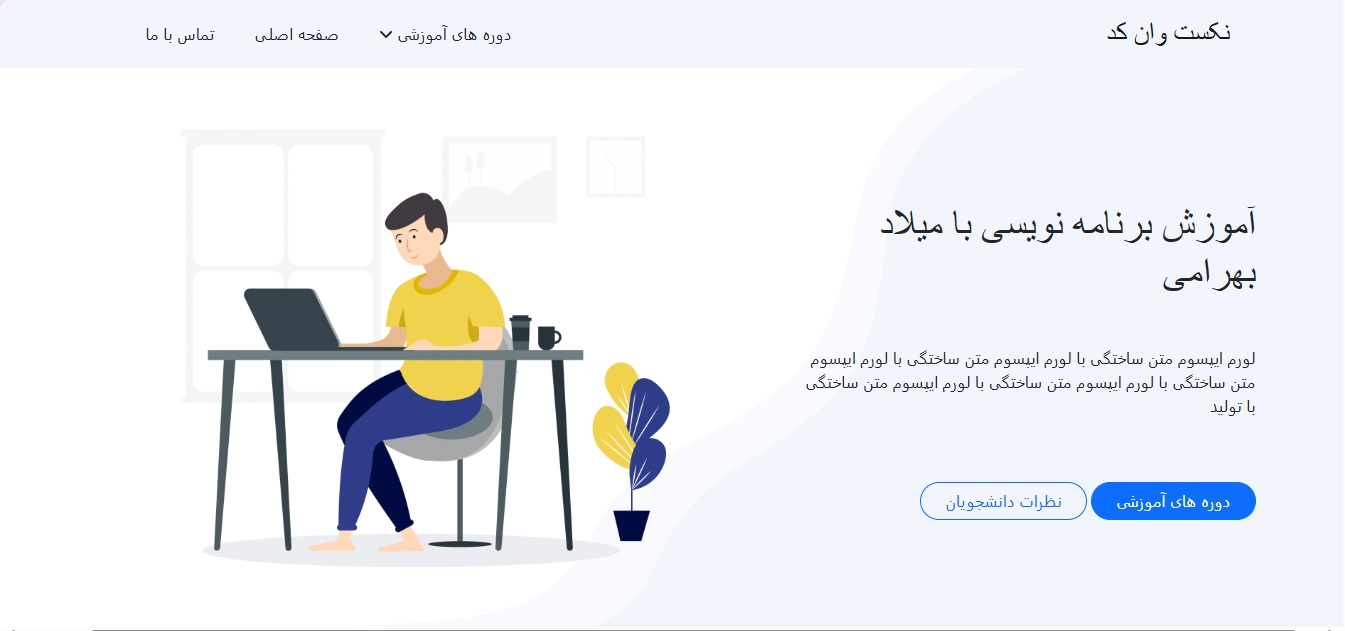 نکست وان کد
دوره های آموزشی
صفحه اصلی
تماس با ما
آموزش برنامه نویسی با میلاد
بهرامی
لورم ایپسوم متن ساختگی با لورم ایپسوم متن ساختگی با لورم ایپسوم
متن ساختگی با لورم ایپسوم متن ساختگی با لورم ایپسوم متن ساختگی
با تولید
دوره های آموزشی
نظرات دانشجویان